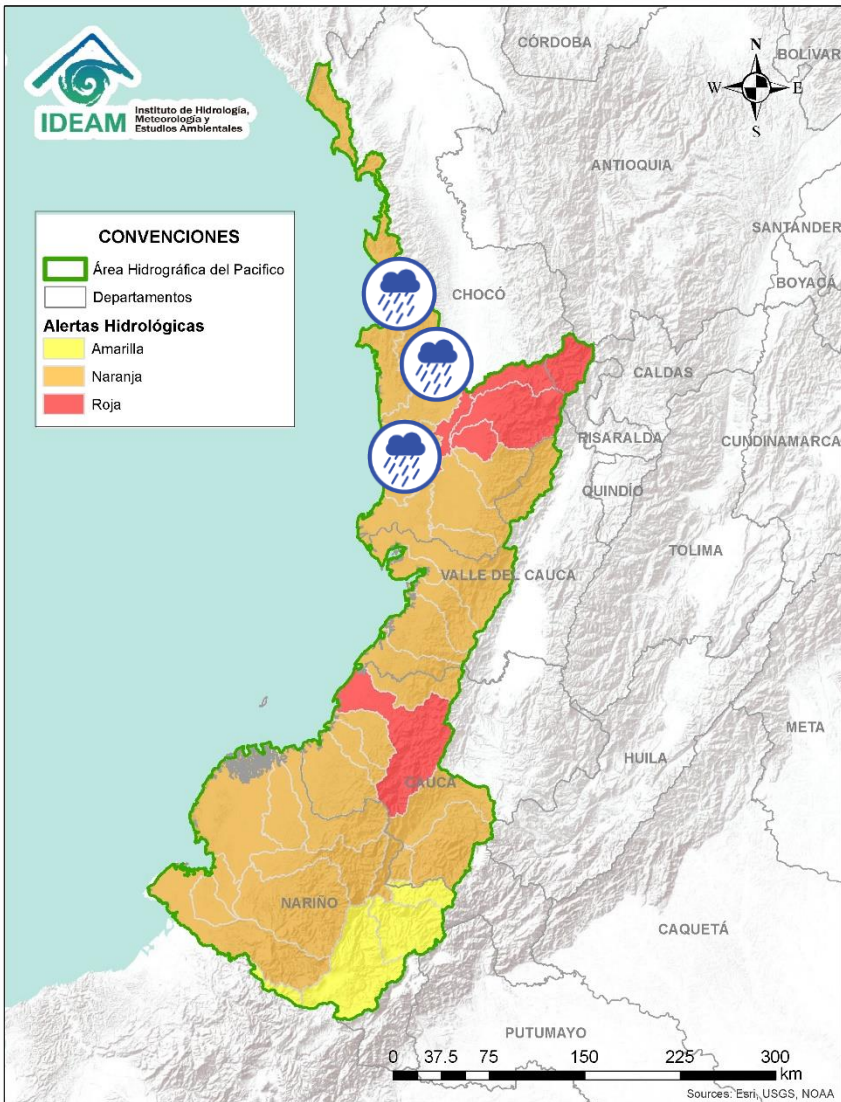 IDEAM
Instituto de Hidrología,
Meteorología y
Estudios Ambientales
N
W
E
S
CÓRDOBA
BOLÍVAR
ANTIOQUIA
SANTANDER
BOYACÁ
CONVENCIONES
Área Hidrográfica del Pacifico
Departamentos
Alertas Hidrológicas
Amarilla
Naranja
Roja
CHOCÓ
CALDAS
RISARALDA
CUNDINAMARCA
QUINDÍO
TOLIMA
VALLE DEL CAUCA
META
HUILA
CAUCA
NARIÑO
CAQUETÁ
PUTUMAYO
0 37.5 75 150 225 300
km
Sources: Esri, USGS, NOAA